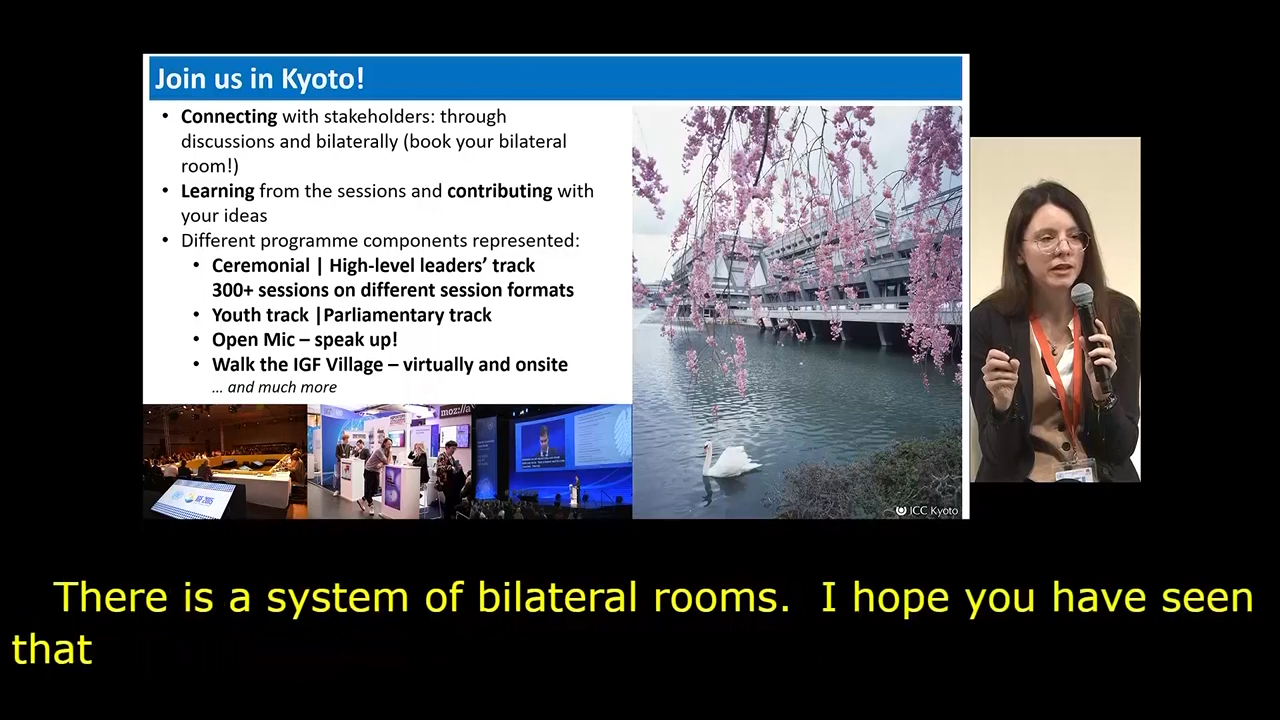 Join us in Kyoto!
• Connecting with stakeholders: through
discussions and bilaterally (book your bilateral
room!)
• Learning from the sessions and contributing with
your ideas
• Different programme components represented:
• Ceremonial | High-level leaders’ track
300+ sessions on different session formats
• Youth track |Parliamentary track
• Open Mic – speak up!
• Walk the IGF Village – virtually and onsite
... and much more
moz://a
IGF 2015
ICC Kyoto
There is a system of bilateral rooms. I hope you have seen
that